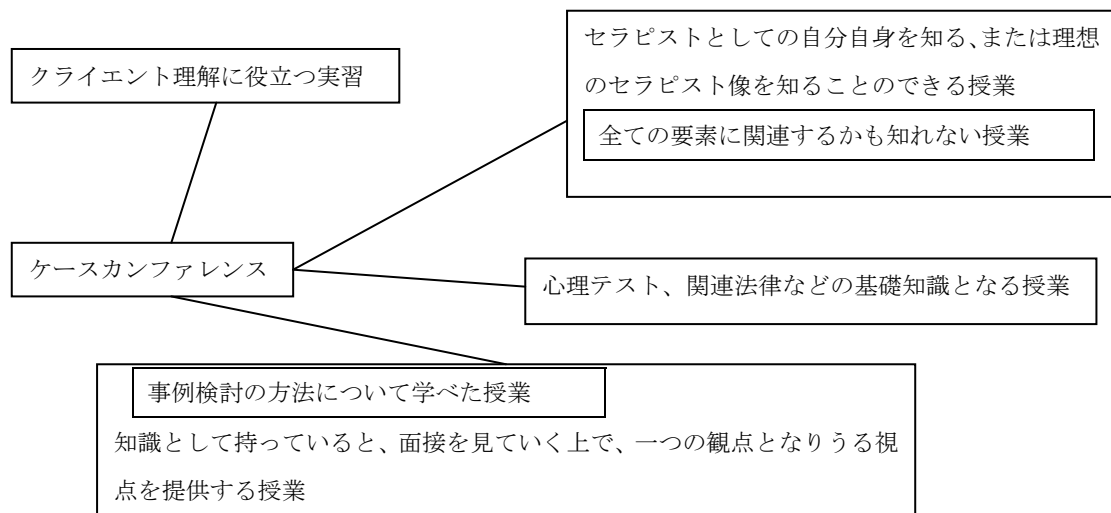 セラピストとしての自分自身を知る、または理想
のセラピスト像を知ることのできる授業
全ての要素に関連するかも知れない授業
クライエント理解に役立つ実習
ケースカンファレンス
心理テスト、関連法律などの基礎知識となる授業
事例検討の方法について学べた授業
知識として持っていると、面接を見ていく上で、一つの観点となりうる視
点を提供する授業